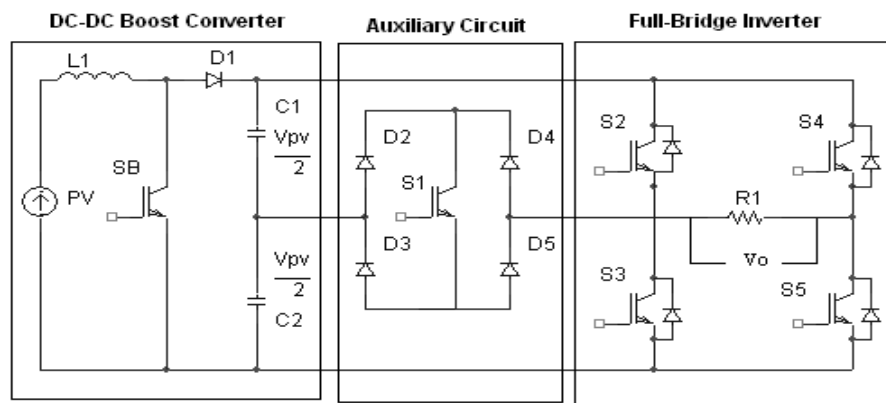 DC-DC Boost Converter
Auxiliary Circuit
Full-Bridge Inverter
L1
D1
C1
Vpv
2
SB
PV
Vpv
2
C2
D2
D4
S1
D3
D5
S2
S4
R1
Vo
S3
S5